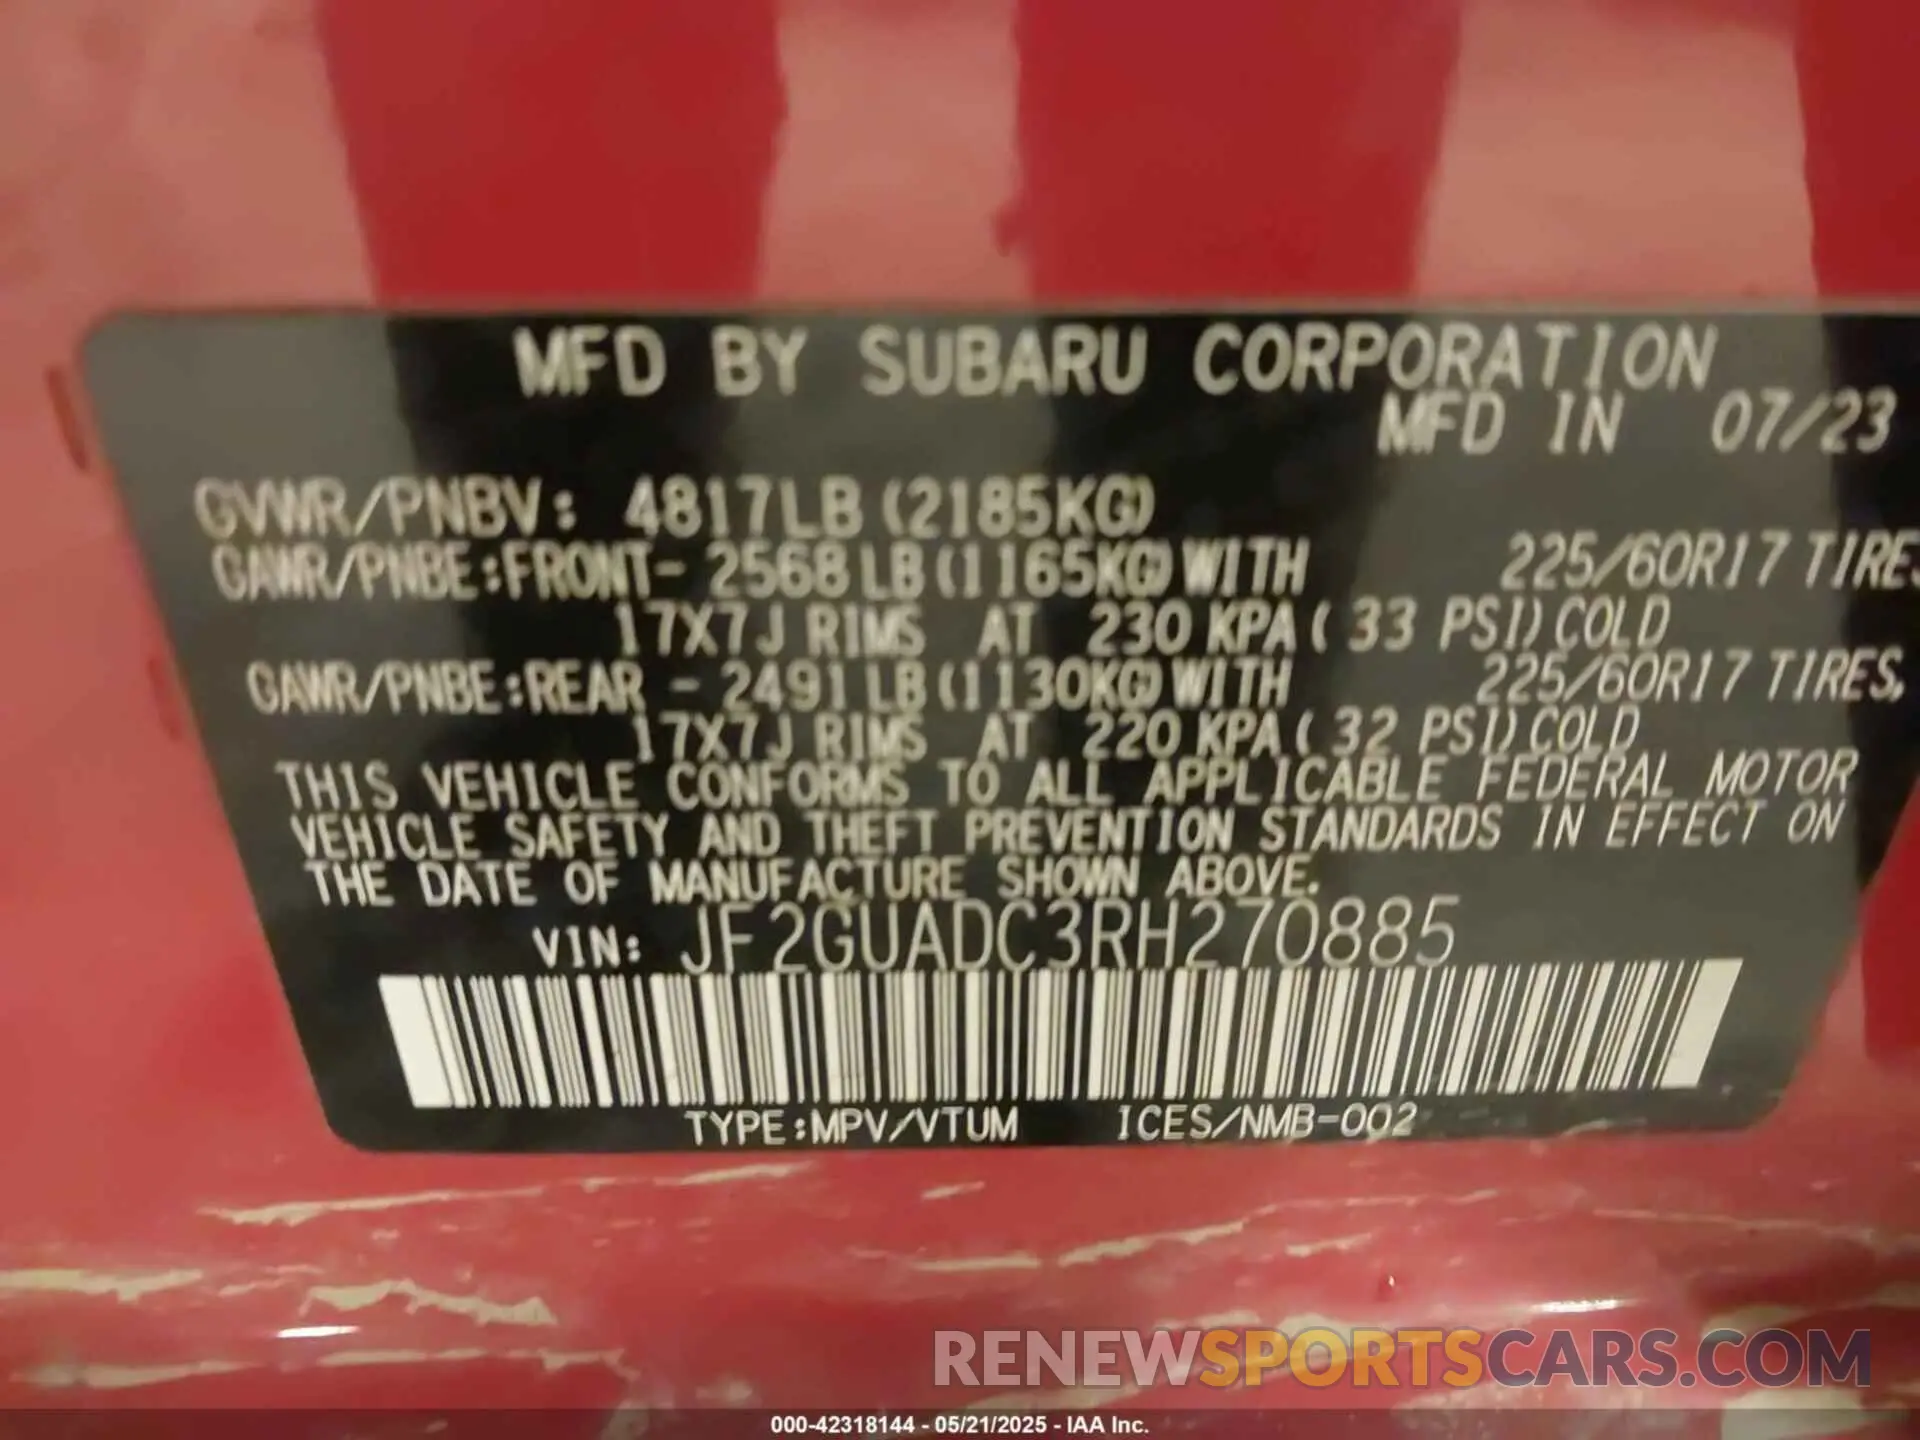 MFD BY SUBARU CORPORATION
MFD IN 07/23
GVWR/PNBV: 4817LB (2185KG)
GAWR/PNBE:FRONT- 2568LB (1165KG) WITH 225/60R17 TIRES
17X7J RIMS AT 230 KPA ( 33 PSI) COLD
GAWR/PNBE:REAR - 2491LB (1130KG) WITH 225/60R17 TIRES,
17X7J RIMS AT 220 KPA ( 32 PSI) COLD
THIS VEHICLE CONFORMS TO ALL APPLICABLE FEDERAL MOTOR
VEHICLE SAFETY AND THEFT PREVENTION STANDARDS IN EFFECT ON
THE DATE OF MANUFACTURE SHOWN ABOVE.
VIN: JF2GUADC3RH270885
TYPE:MPV/VTUM ICES/NMB-002
RENEWSPORTSCARS.COM
000-42318144 - 05/21/2025 - IAA Inc.